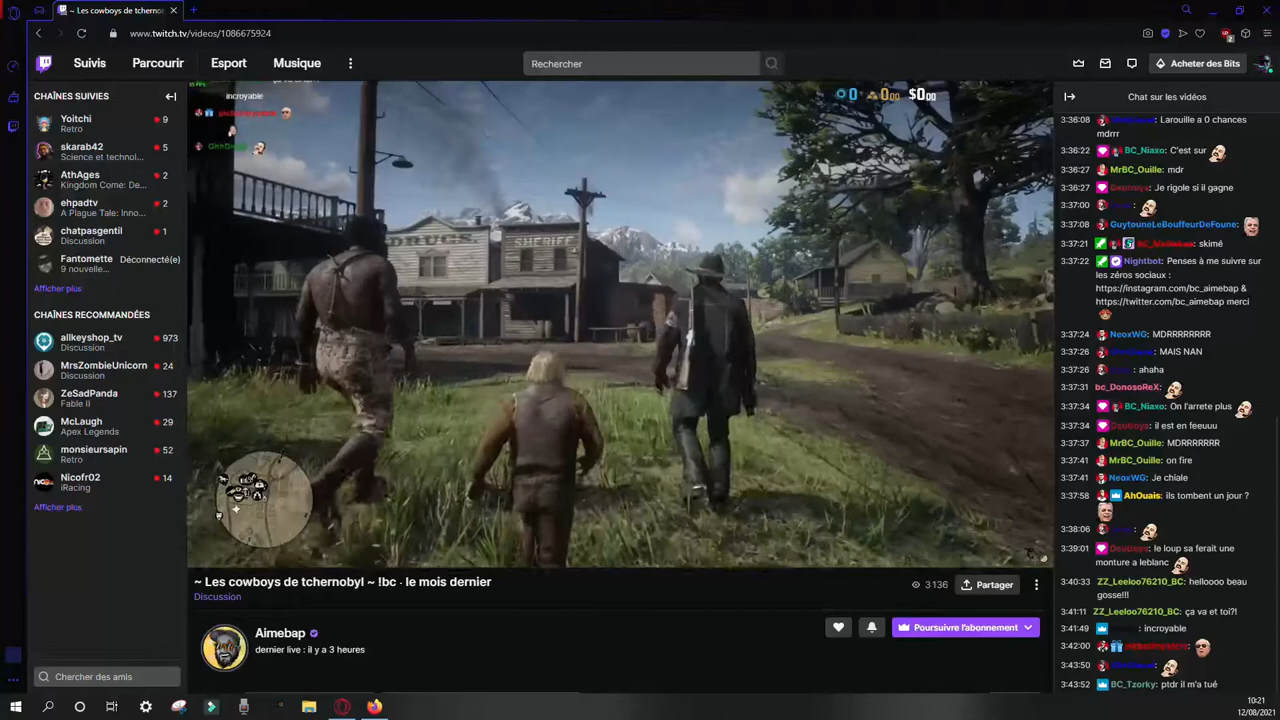 ~ Les cowboys de tcherno
www.twitch.tv/videos/1086675924
2
Suivis
Parcourir
Esport
Musique
Rechercher
Acheter des Bits
CHAÎNES SUIVIES
Yoitchi
9
Retro
skarab42
5
Science et technol...
AthAges
2
Kingdom Come: De...
ehpadtv
2
A Plague Tale: Inno...
chatpasgentil
1
Discussion
Fantomette
Déconnecté(e)
9 nouvelle...
Afficher plus
CHAÎNES RECOMMANDÉES
allkeyshop_tv
973
Discussion
MrsZombieUnicorn
24
Discussion
ZeSadPanda
137
Fable II
McLaugh
29
Apex Legends
monsieursapin
52
Retro
Nicofr02
14
iRacing
Afficher plus
Chercher des amis
incroyable
0
0 00
$0 00
SHERIFF
~ Les cowboys de tchernobyl ~ !bc · le mois dernier
Discussion
3 136
Partager
Aimebap
dernier live : il y a 3 heures
Poursuivre l'abonnement
Chat sur les vidéos
3:36:08 : Larouille a 0 chances
mdrrr
3:36:22 BC_Niaxo: C'est sur
3:36:27 MrBC_Ouille: mdr
3:36:27 : Je rigole si il gagne
3:37:00
3:37:08 GuytouneLeBouffeurDeFoune:
3:37:21 : skimé
3:37:22 Nightbot: Penses à me suivre sur
les zéros sociaux :
https://instagram.com/bc_aimebap &
https://twitter.com/bc_aimebap merci
3:37:24 NeoxWG: MDRRRRRRR
3:37:26 : MAIS NAN
3:37:26 : ahaha
3:37:31 bc_DonosoReX:
3:37:34 BC_Niaxo: On l'arrete plus
3:37:34 : il est en feeuuu
3:37:37 MrBC_Ouille: MDRRRRRRR
3:37:41 MrBC_Ouille: on fire
3:37:41 NeoxWG: Je chiale
3:37:58 AhOuais: ils tombent un jour ?
3:38:06
3:39:01 : le loup sa ferait une
monture a leblanc
3:40:33 ZZ_Leeloo76210_BC: helloooo beau
gosse!!!
3:41:11 ZZ_Leeloo76210_BC: ça va et toi?!
3:41:49 : incroyable
3:42:00
3:43:50
3:43:52 BC_Tzorky: ptdr il m'a tué
10:21
12/08/2021